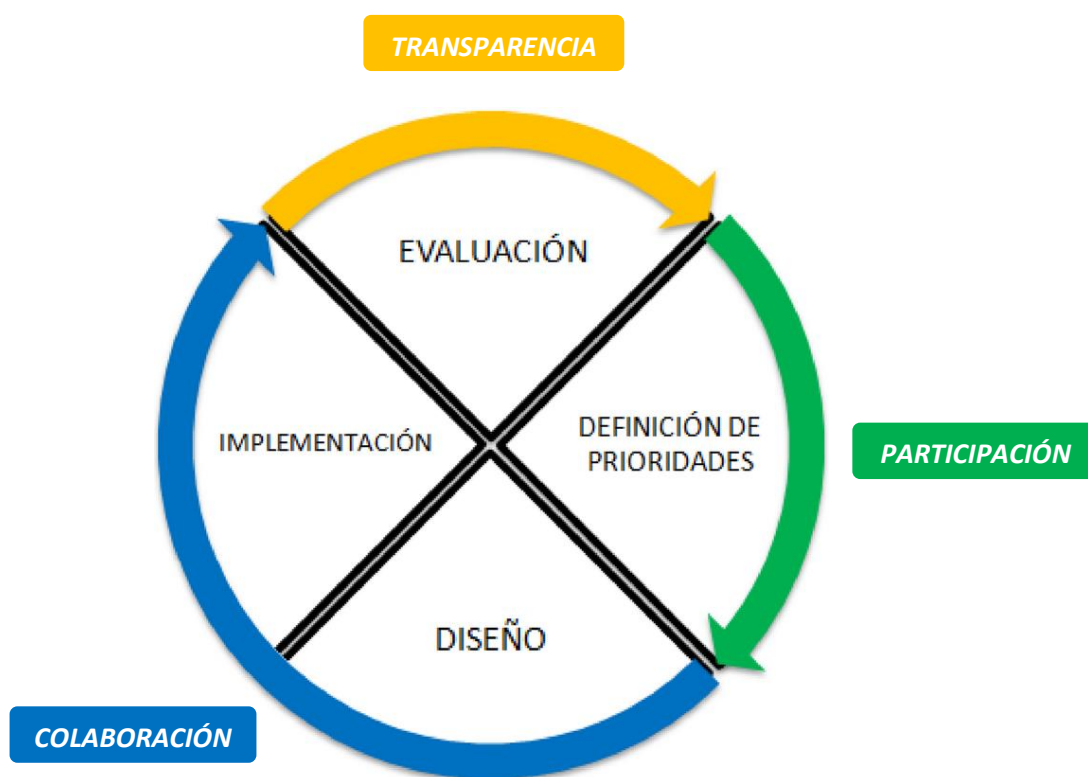 TRANSPARENCIA
EVALUACIÓN
IMPLEMENTACIÓN
DEFINICIÓN DE
PRIORIDADES
PARTICIPACIÓN
DISEÑO
COLABORACIÓN